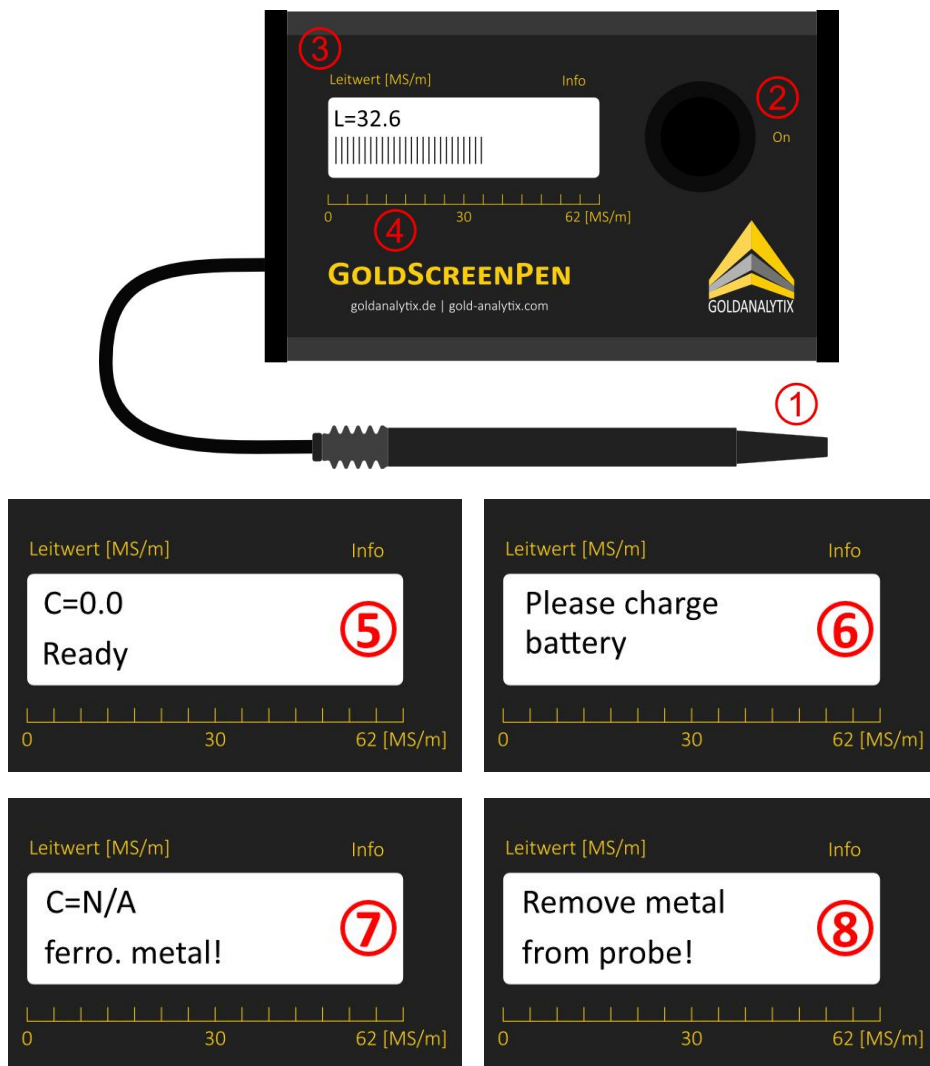 ③
Leitwert [MS/m] Info
②
L=32.6
On
0 30 62 [MS/m]
④
GOLDSCREENPEN
goldanalytix.de | gold-analytix.com
GOLDANALYTIX
①
Leitwert [MS/m] Info
C=0.0
⑤
Ready
0 30 62 [MS/m]
Leitwert [MS/m] Info
Please charge
⑥
battery
0 30 62 [MS/m]
Leitwert [MS/m] Info
C=N/A
⑦
ferro. metal!
0 30 62 [MS/m]
Leitwert [MS/m] Info
Remove metal
⑧
from probe!
0 30 62 [MS/m]